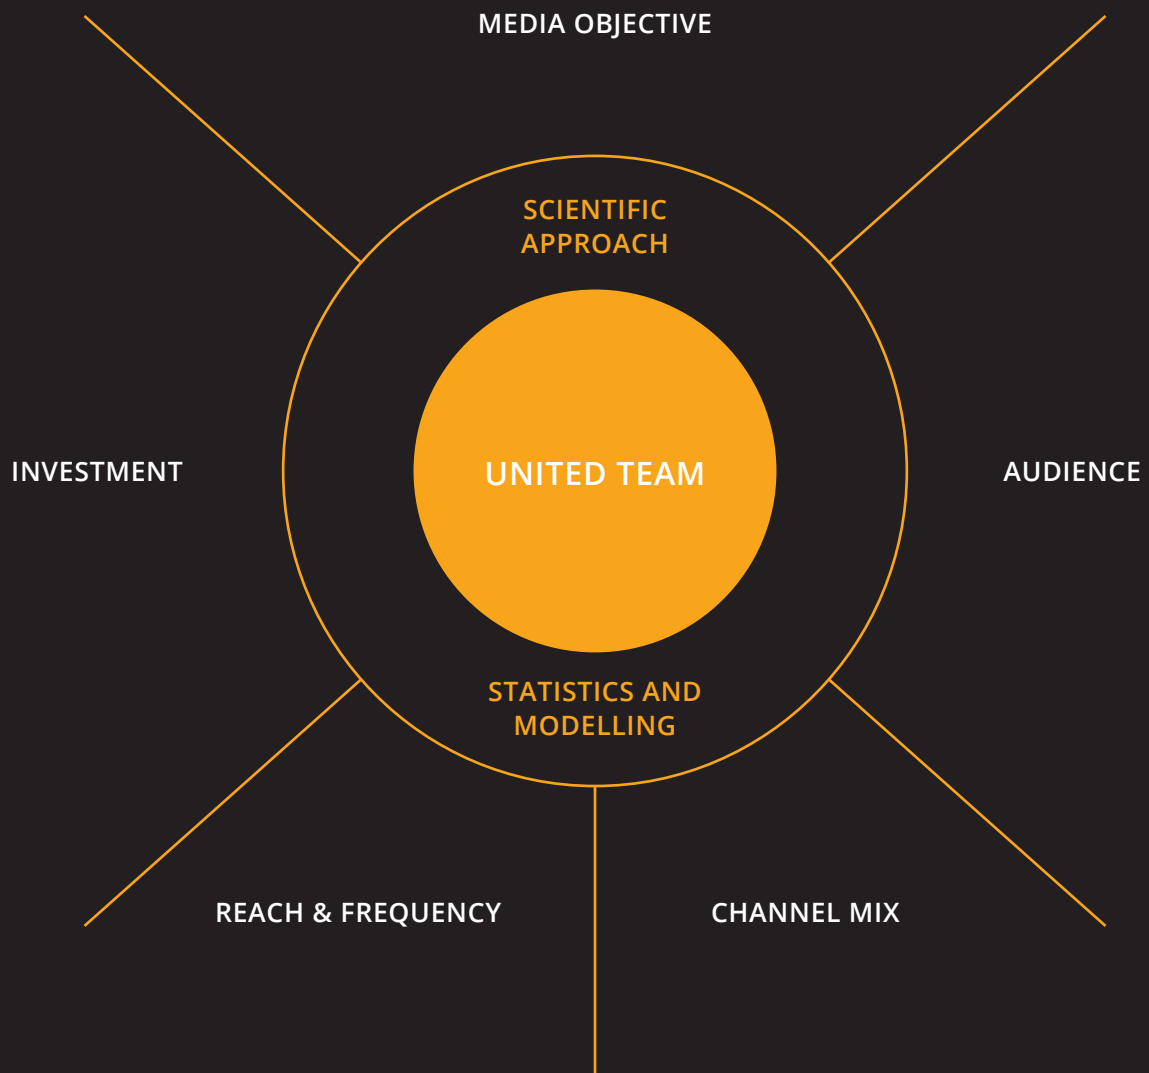 MEDIA OBJECTIVE
SCIENTIFIC
APPROACH
INVESTMENT
UNITED TEAM
AUDIENCE
STATISTICS AND
MODELLING
REACH & FREQUENCY
CHANNEL MIX